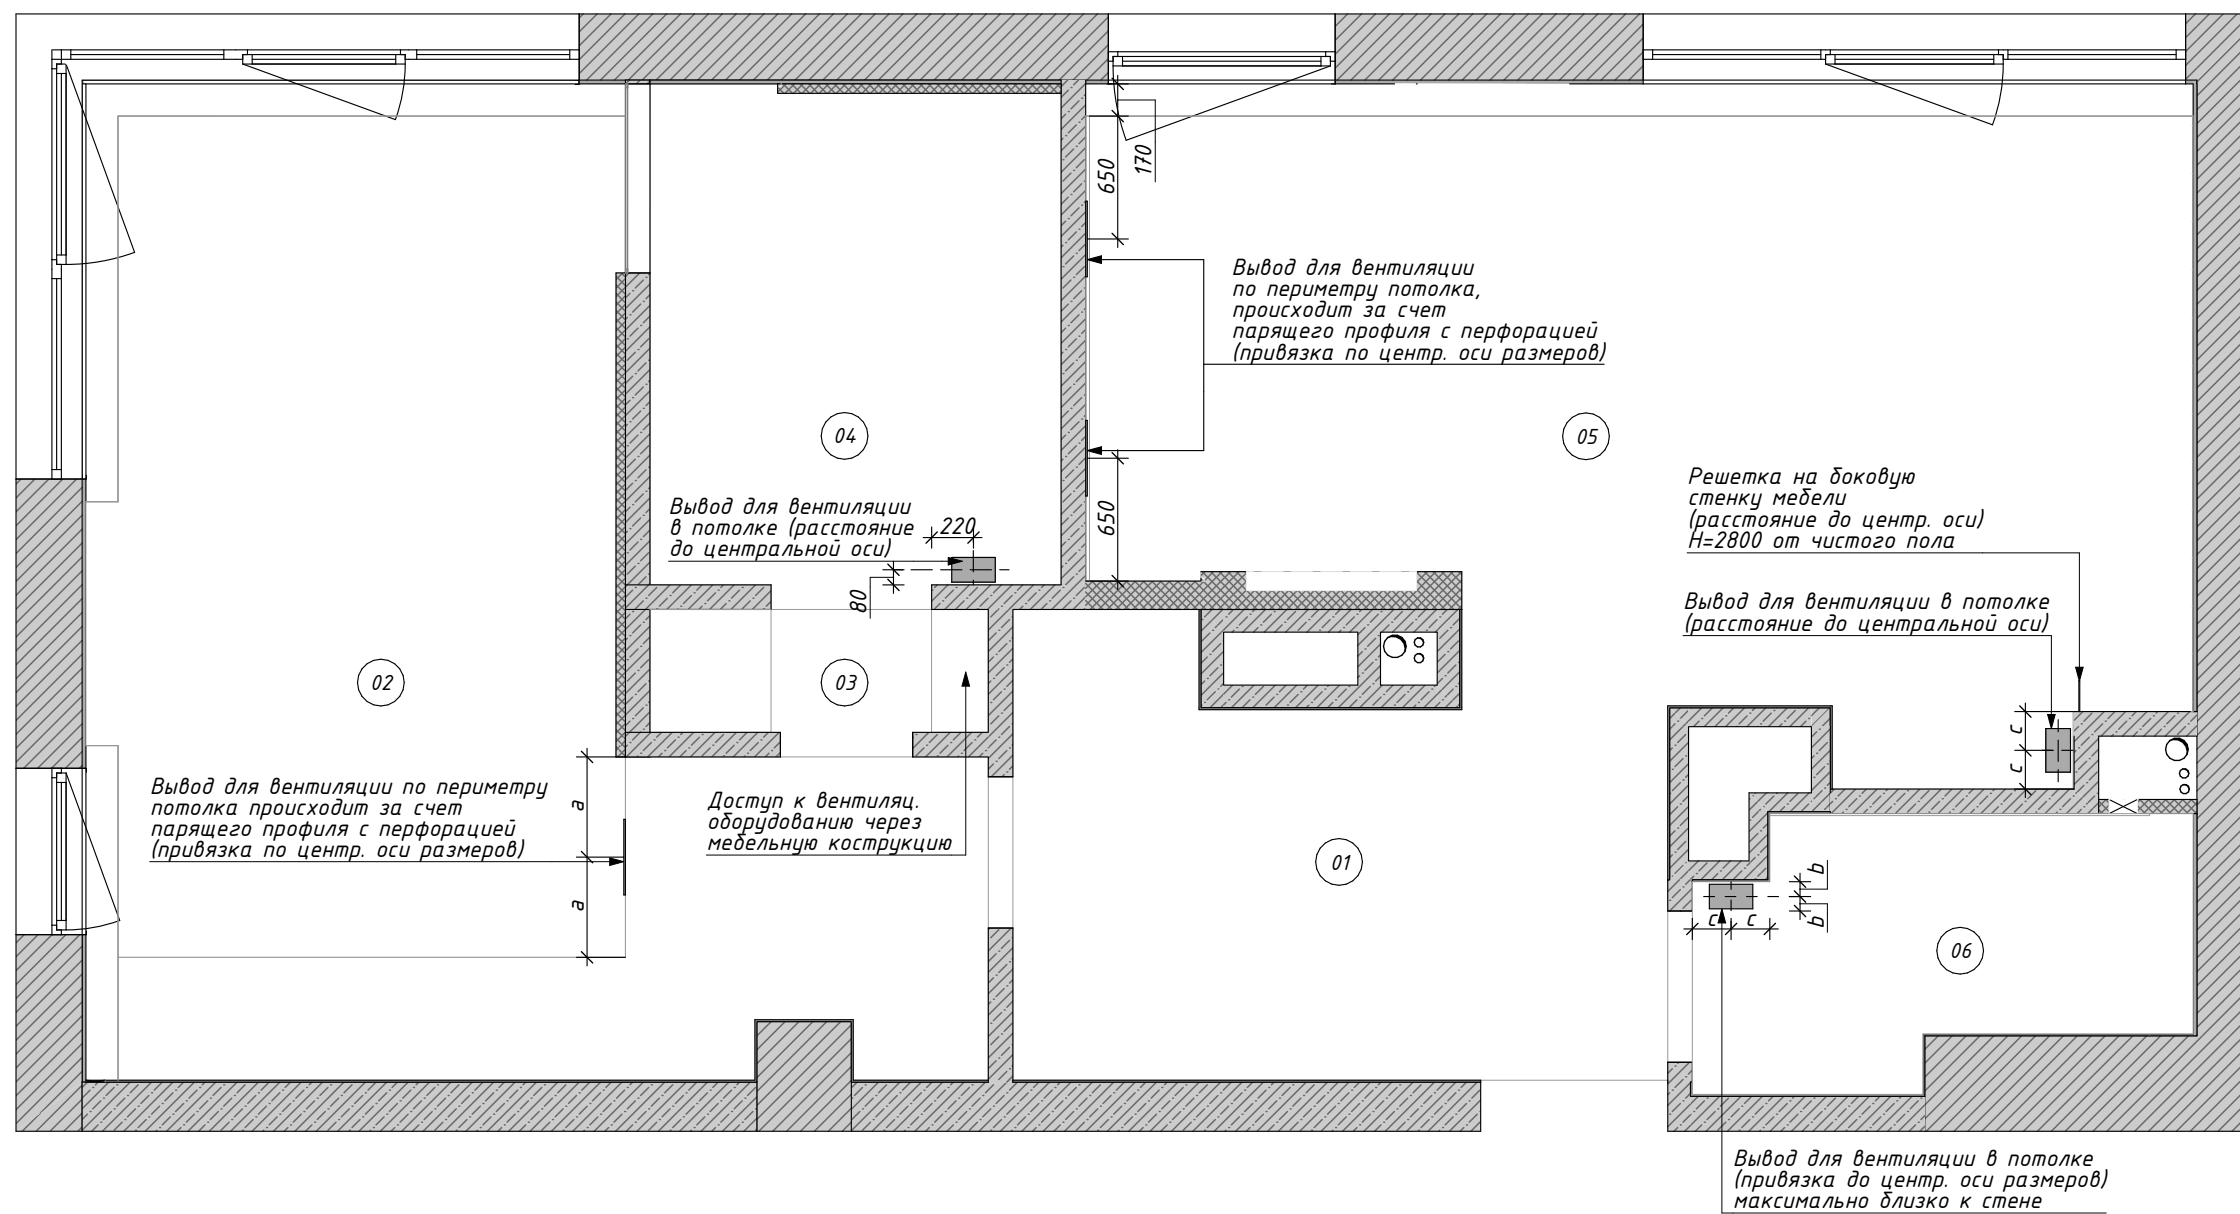 170
650
Вывод для вентиляции
по периметру потолка,
происходит за счет
парящего профиля с перфорацией
(привязка по центр. оси размеров)
04
05
650
Вывод для вентиляции
в потолке (расстояние
до центральной оси)
220
80
Решетка на боковую
стенку мебели
(расстояние до центр. оси)
H=2800 от чистого пола
Вывод для вентиляции в потолке
(расстояние до центральной оси)
02
03
c
c
Вывод для вентиляции по периметру
потолка происходит за счет
парящего профиля с перфорацией
(привязка по центр. оси размеров)
a
a
Доступ к вентиляц.
оборудованию через
мебельную кострукцию
01
b
b
c
c
06
Вывод для вентиляции в потолке
(привязка до центр. оси размеров)
максимально близко к стене